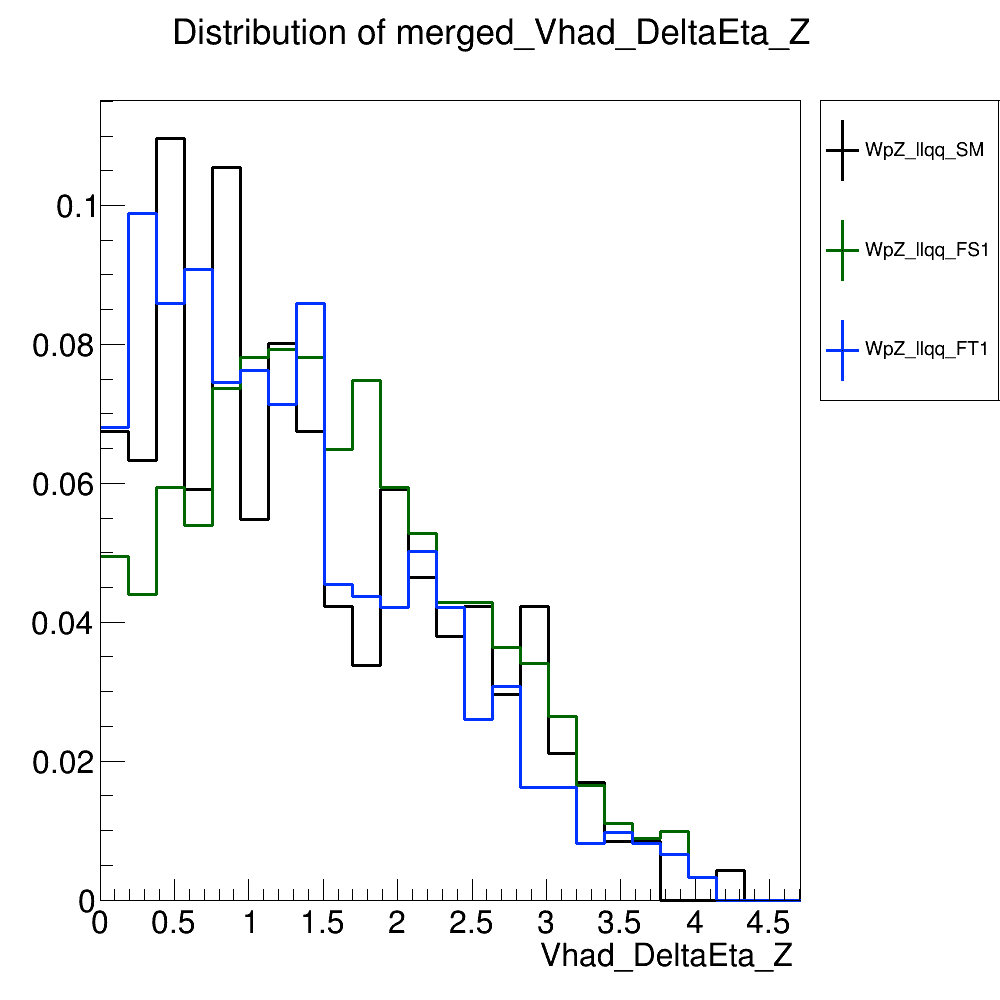 Distribution of merged_Vhad_DeltaEta_Z
WpZ_llqq_SM
WpZ_llqq_FS1
WpZ_llqq_FT1
0.1
0.08
0.06
0.04
0.02
0
0 0.5 1 1.5 2 2.5 3 3.5 4 4.5
Vhad_DeltaEta_Z